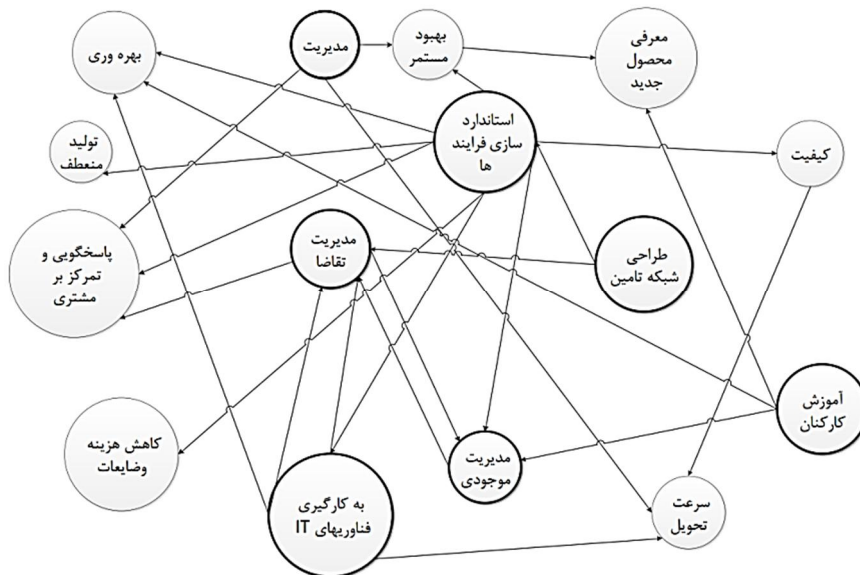 بهره وری
مدیریت
بهبود
مستمر
معرفی
محصول
جدید
استاندارد
سازی فرایند
ها
تولید
منعطف
کیفیت
پاسخگویی و
تمرکز بر
مشتری
مدیریت
تقاضا
طراحی
شبکه تامین
آموزش
کارکنان
کاهش هزینه
وضایعات
مدیریت
موجودی
به کارگیری
فناوریهای IT
سرعت
تحویل